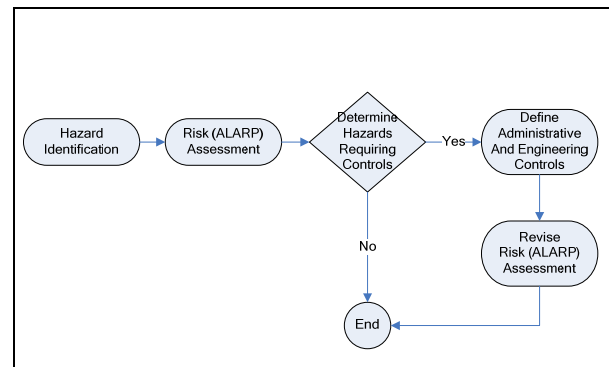 Hazard
Identification
Risk (ALARP)
Assessment
Determine
Hazards
Requiring
Controls
Yes
Define
Administrative
And Engineering
Controls
No
Revise
Risk (ALARP)
Assessment
End